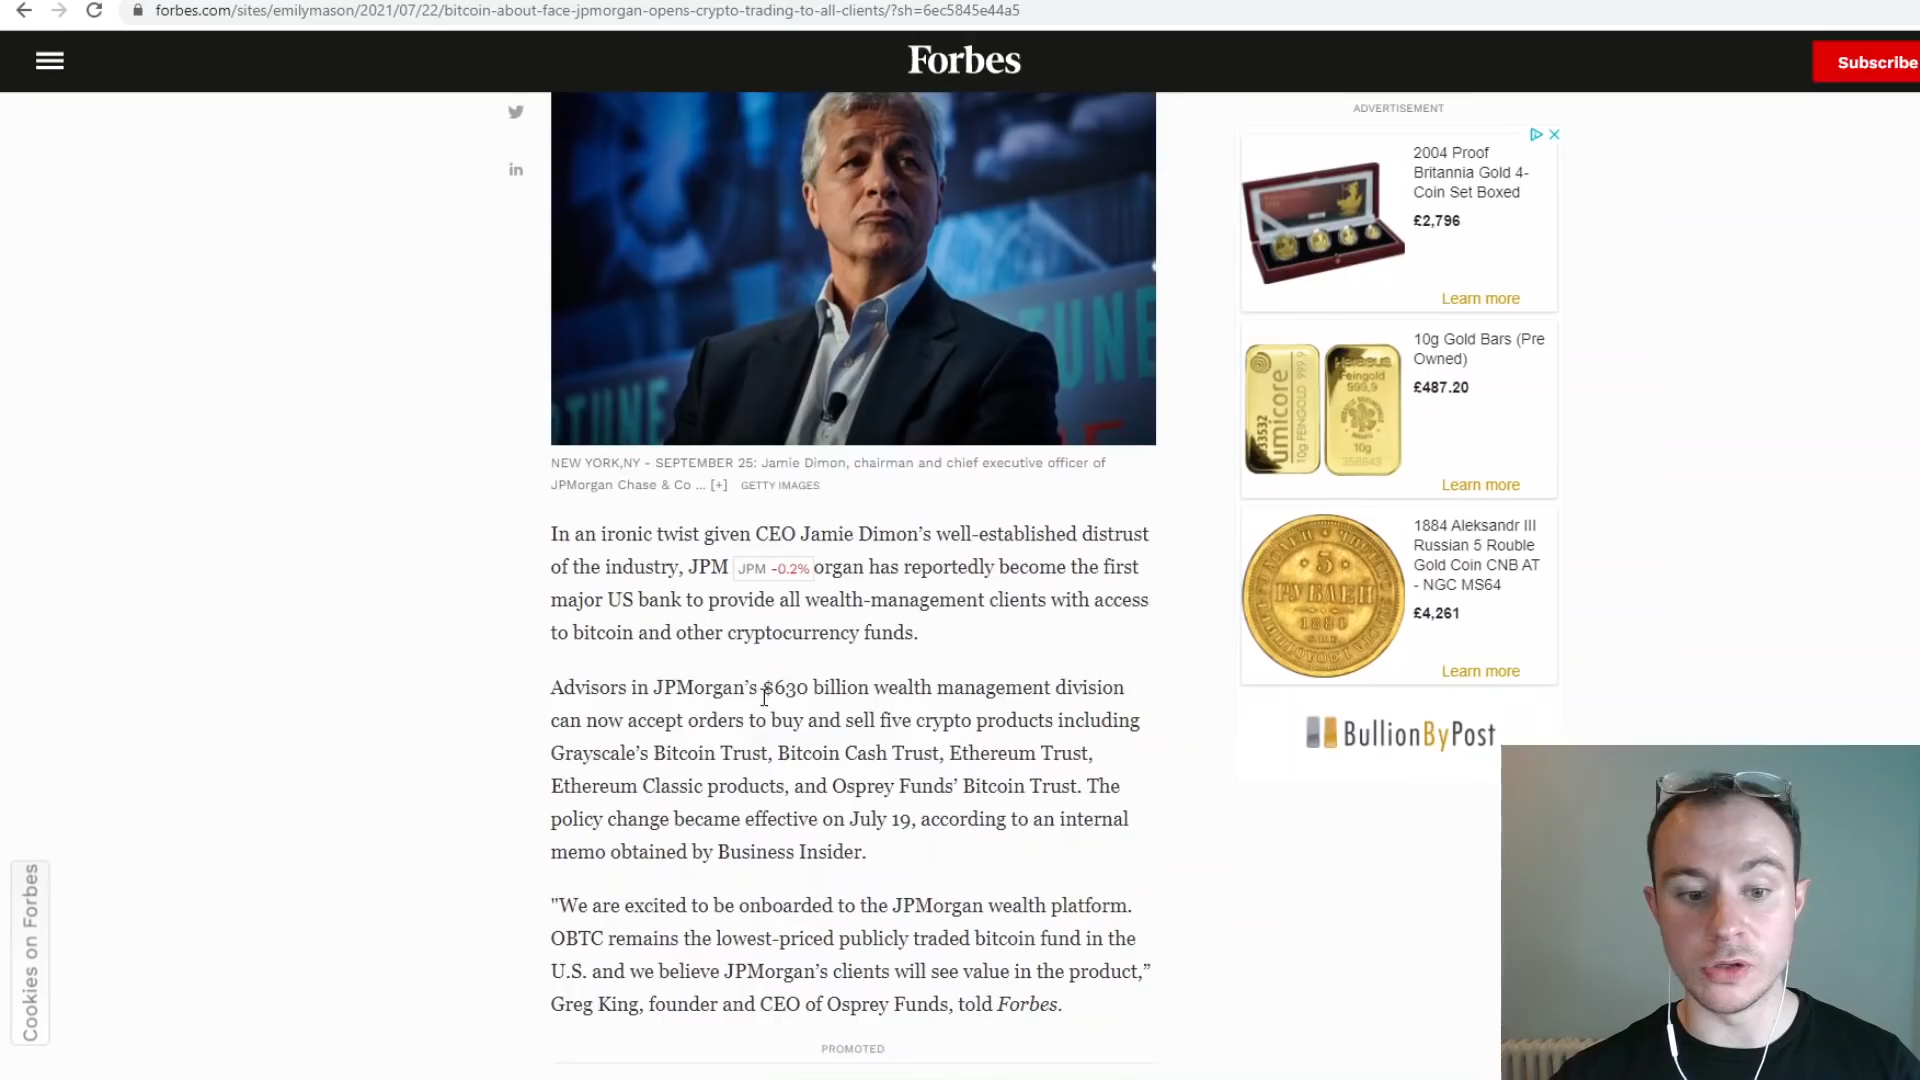 forbes.com/sites/emilymason/2021/07/22/bitcoin-about-face-jpmorgan-opens-crypto-trading-to-all-clients/?sh=6ec5845e44a5
Forbes
Subscribe
in
FORTUNE
NEW YORK,NY - SEPTEMBER 25: Jamie Dimon, chairman and chief executive officer of
JPMorgan Chase & Co ... [+] GETTY IMAGES
In an ironic twist given CEO Jamie Dimon’s well-established distrust
of the industry, JPM JPM -0.2% organ has reportedly become the first
major US bank to provide all wealth-management clients with access
to bitcoin and other cryptocurrency funds.
Advisors in JPMorgan’s $630 billion wealth management division
can now accept orders to buy and sell five crypto products including
Grayscale’s Bitcoin Trust, Bitcoin Cash Trust, Ethereum Trust,
Ethereum Classic products, and Osprey Funds’ Bitcoin Trust. The
policy change became effective on July 19, according to an internal
memo obtained by Business Insider.
"We are excited to be onboarded to the JPMorgan wealth platform.
OBTC remains the lowest-priced publicly traded bitcoin fund in the
U.S. and we believe JPMorgan’s clients will see value in the product,”
Greg King, founder and CEO of Osprey Funds, told Forbes.
PROMOTED
Cookies on Forbes
ADVERTISEMENT
2004 Proof
Britannia Gold 4-
Coin Set Boxed
£2,796
Learn more
10g Gold Bars (Pre
Owned)
£487.20
umicore
Feingold
999,9
10g
Learn more
1884 Aleksandr III
Russian 5 Rouble
Gold Coin CNB AT
- NGC MS64
£4,261
5
РУБЛЕЙ
Learn more
BullionByPost